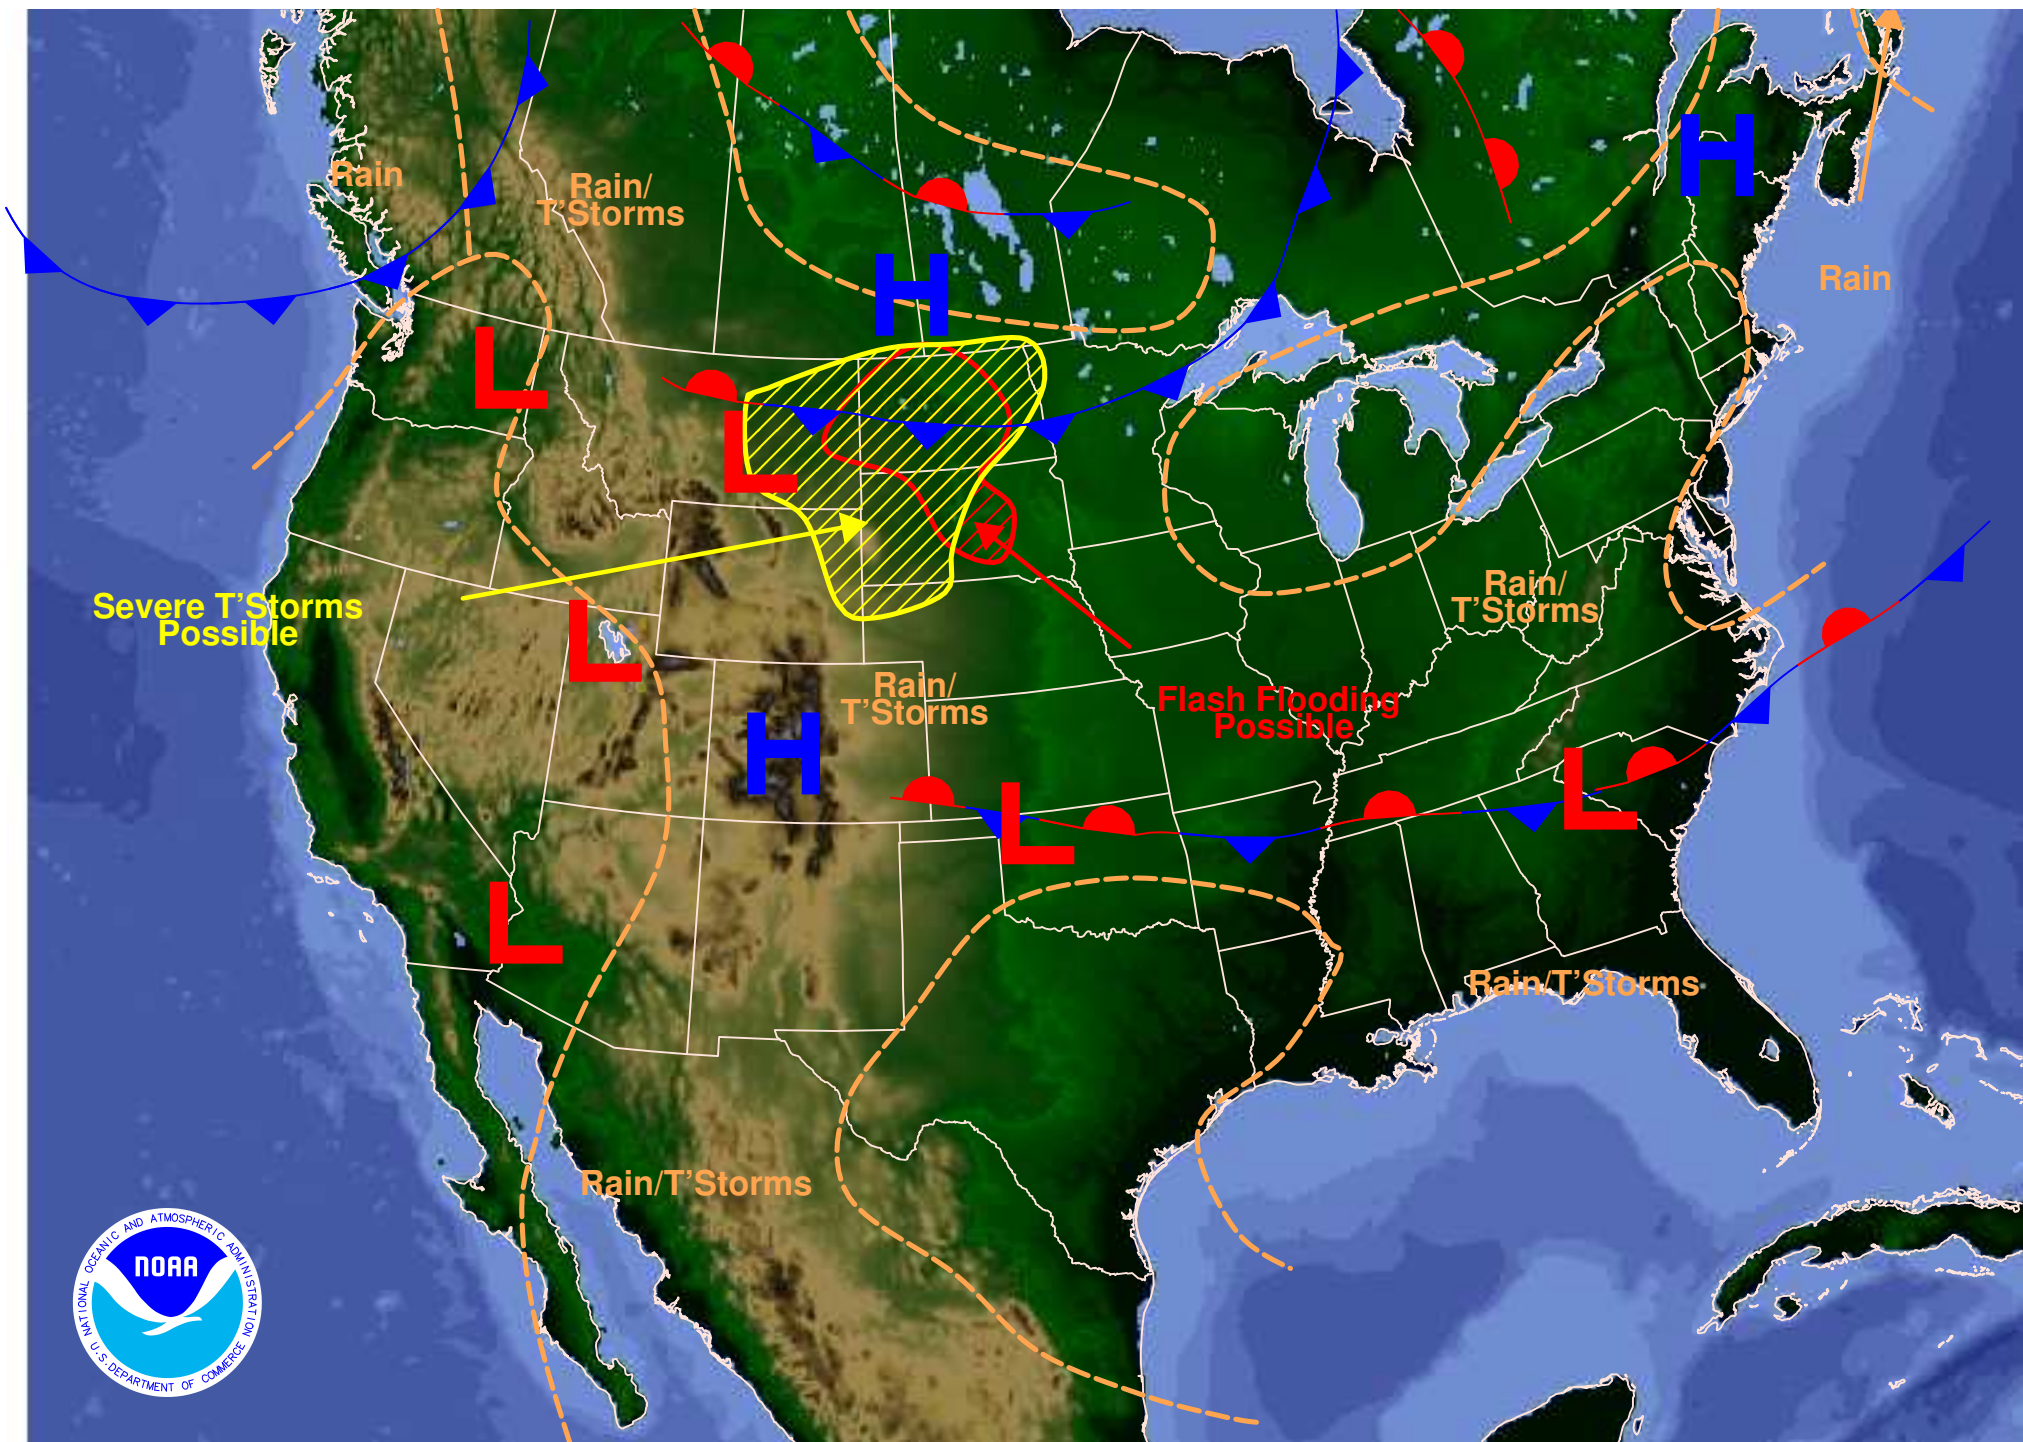 Rain
Rain/
T'Storms
H
H
Rain
L
L
Severe T'Storms
Possible
Rain/
T'Storms
L
Rain/
T'Storms
Flash Flooding
Possible
H
L
L
L
Rain/T'Storms
Rain/T'Storms
NATIONAL OCEANIC AND ATMOSPHERIC ADMINISTRATION
NOAA
U.S. DEPARTMENT OF COMMERCE